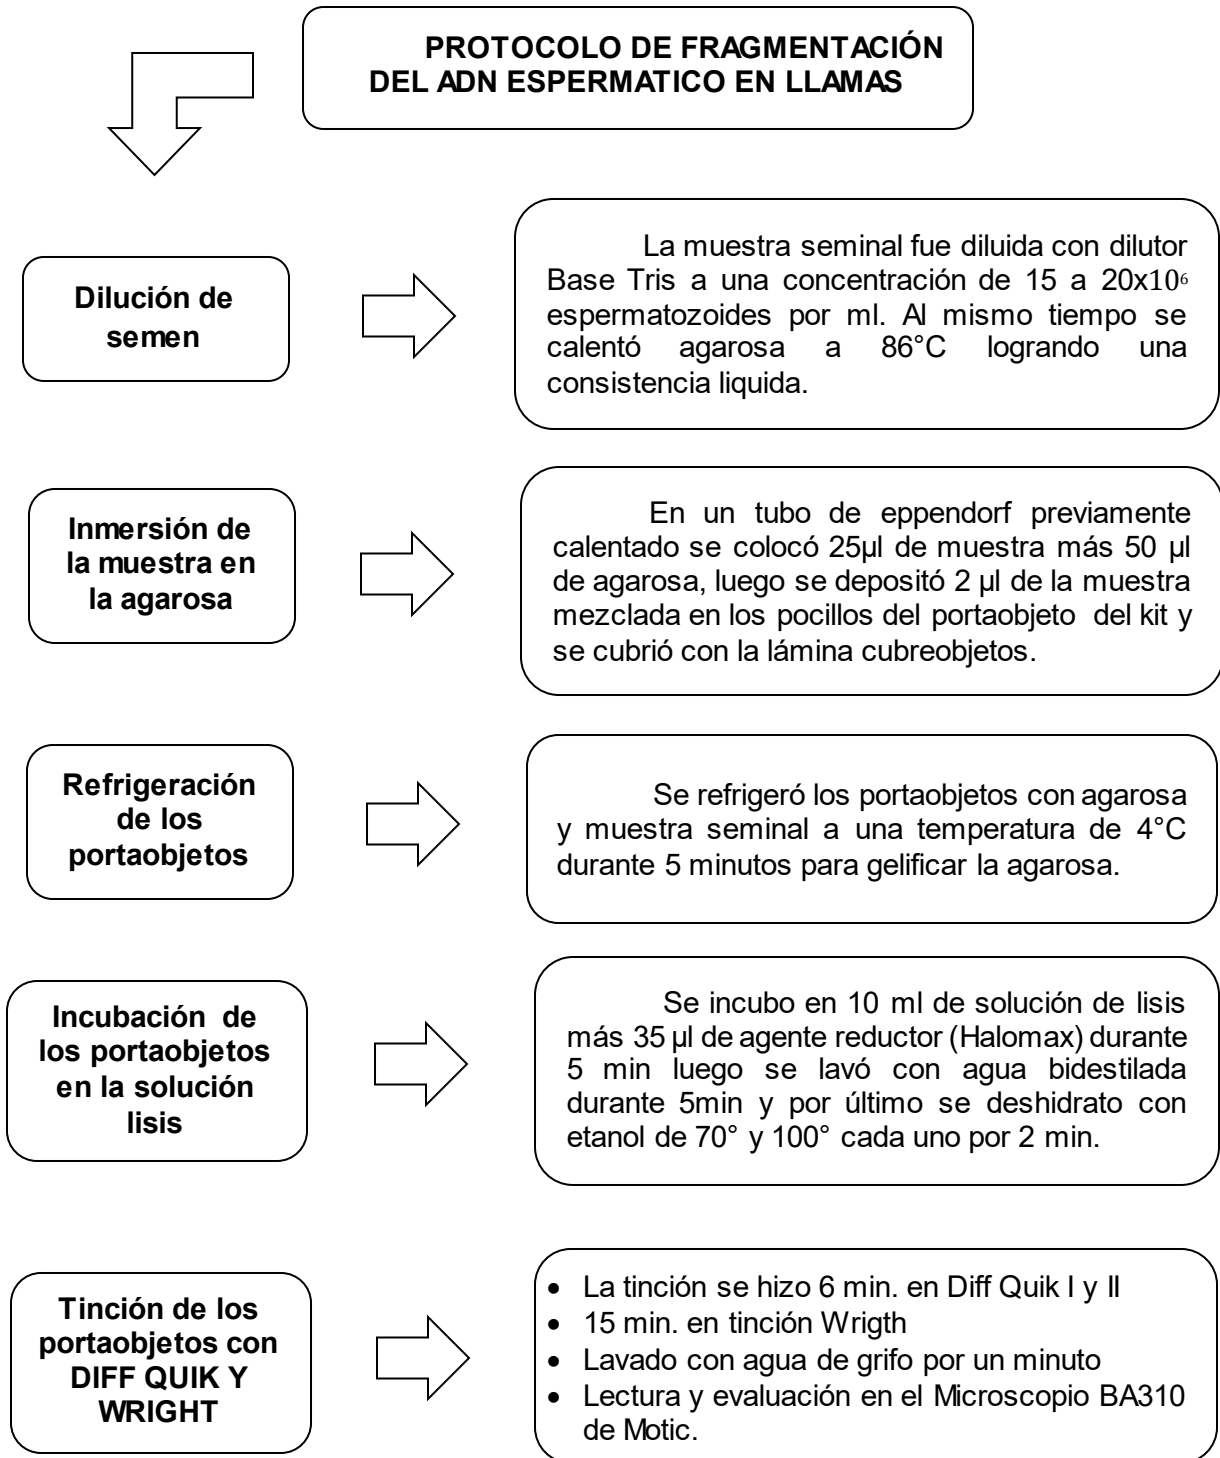 PROTOCOLO DE FRAGMENTACIÓN
DEL ADN ESPERMATICO EN LLAMAS
Dilución de
semen
La muestra seminal fue diluida con dilutor
Base Tris a una concentración de 15 a 20x10⁶
espermatozoides por ml. Al mismo tiempo se
calentó agarosa a 86°C logrando una
consistencia liquida.
Inmersión de
la muestra en
la agarosa
En un tubo de eppendorf previamente
calentado se colocó 25µl de muestra más 50 µl
de agarosa, luego se depositó 2 µl de la muestra
mezclada en los pocillos del portaobjeto del kit y
se cubrió con la lámina cubreobjetos.
Refrigeración
de los
portaobjetos
Se refrigeró los portaobjetos con agarosa
y muestra seminal a una temperatura de 4°C
durante 5 minutos para gelificar la agarosa.
Incubación de
los portaobjetos
en la solución
lisis
Se incubo en 10 ml de solución de lisis
más 35 µl de agente reductor (Halomax) durante
5 min luego se lavó con agua bidestilada
durante 5min y por último se deshidrato con
etanol de 70° y 100° cada uno por 2 min.
Tinción de los
portaobjetos con
DIFF QUIK Y
WRIGHT
• La tinción se hizo 6 min. en Diff Quik I y II
• 15 min. en tinción Wrigth
• Lavado con agua de grifo por un minuto
• Lectura y evaluación en el Microscopio BA310
de Motic.